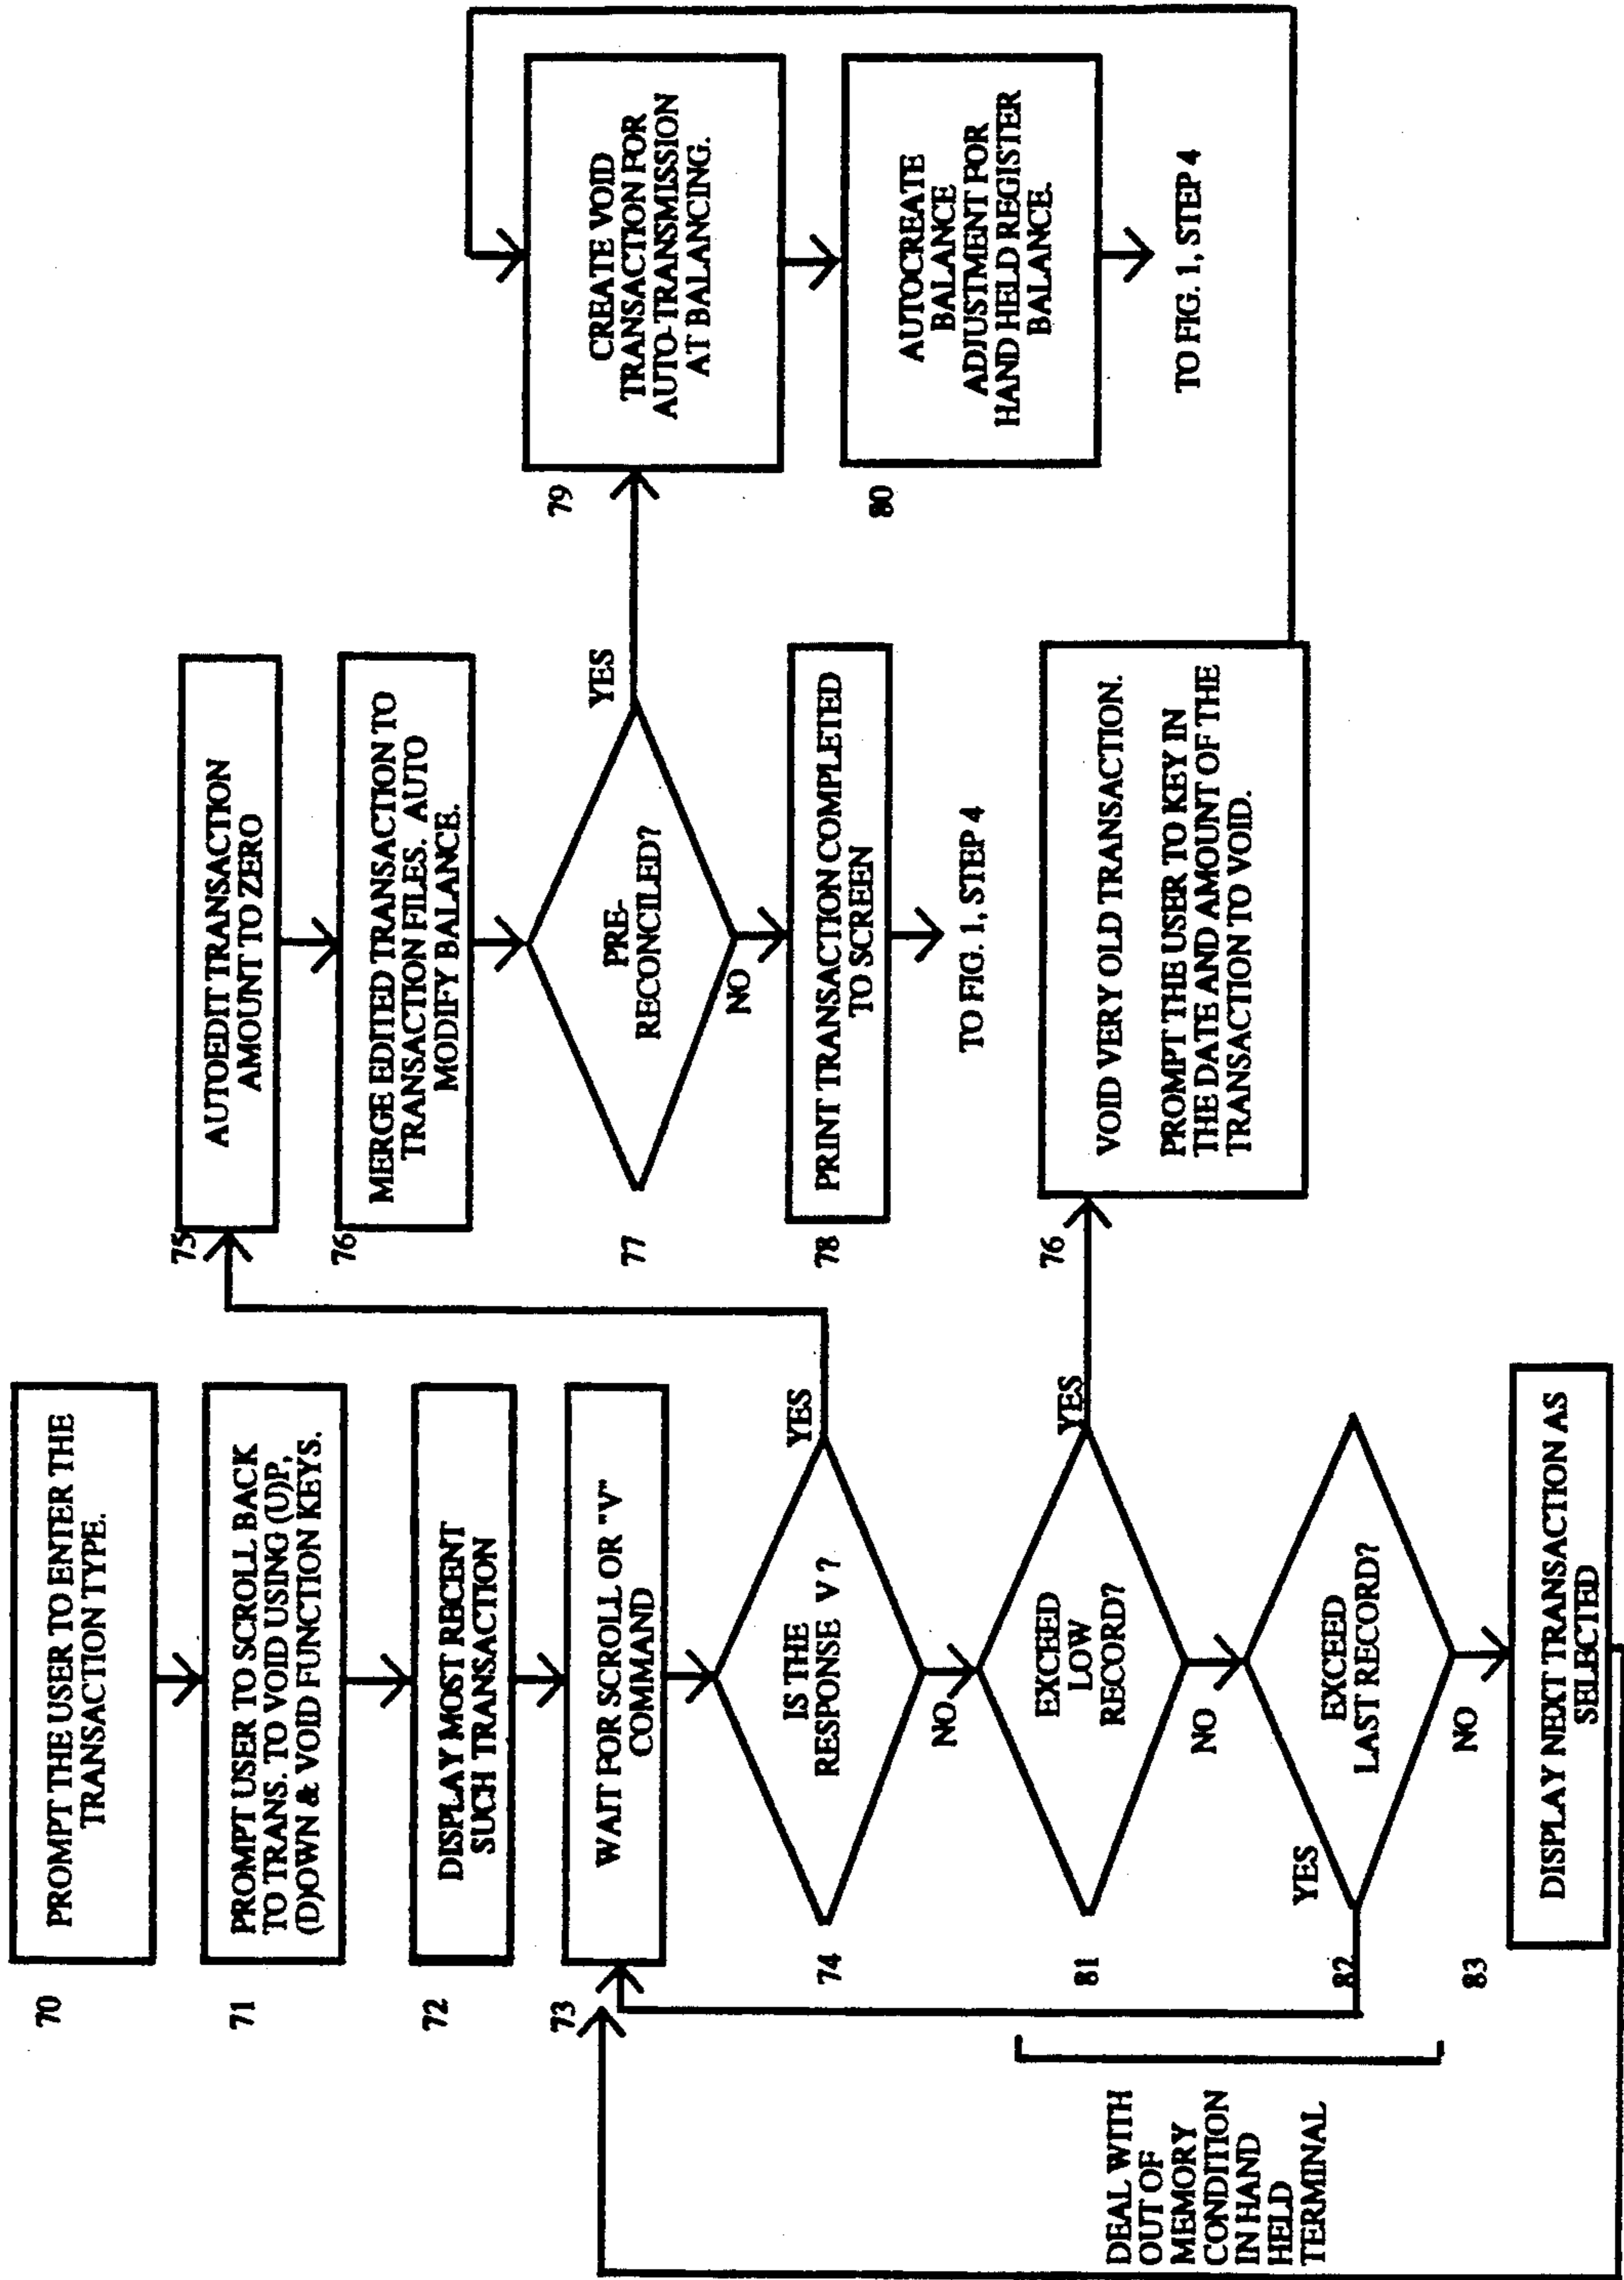 70
PROMPT THE USER TO ENTER THE
TRANSACTION TYPE.
71
PROMPT USER TO SCROLL BACK
TO TRANS. TO VOID USING (U)P,
(D)OWN & VOID FUNCTION KEYS.
72
DISPLAY MOST RECENT
SUCH TRANSACTION
73
WAIT FOR SCROLL OR "V"
COMMAND
74
IS THE
RESPONSE V ?
YES
NO
81
EXCEED
LOW
RECORD?
YES
NO
82
EXCEED
LAST RECORD?
YES
NO
83
DISPLAY NEXT TRANSACTION AS
SELECTED
DEAL WITH
OUT OF
MEMORY
CONDITION
IN HAND
HELD
TERMINAL
75
AUTOEDIT TRANSACTION
AMOUNT TO ZERO
76
MERGE EDITED TRANSACTION TO
TRANSACTION FILES. AUTO
MODIFY BALANCE.
77
PRE-
RECONCILED?
YES
NO
78
PRINT TRANSACTION COMPLETED
TO SCREEN
TO FIG. 1, STEP 4
76
VOID VERY OLD TRANSACTION.
PROMPT THE USER TO KEY IN
THE DATE AND AMOUNT OF THE
TRANSACTION TO VOID.
79
CREATE VOID
TRANSACTION FOR
AUTO-TRANSMISSION
AT BALANCING.
80
AUTOCREATE
BALANCE
ADJUSTMENT FOR
HAND HELD REGISTER
BALANCE.
TO FIG. 1, STEP 4